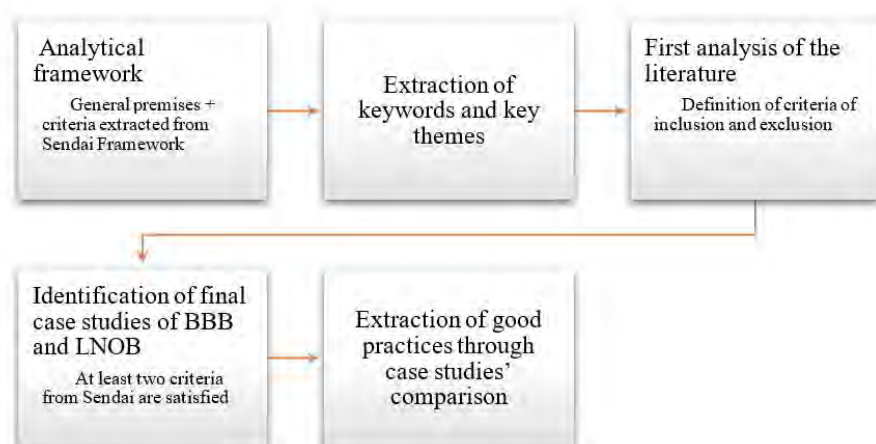 Analytical
framework
General premises +
criteria extracted from
Sendai Framework
Extraction of
keywords and key
themes
First analysis of the
literature
Definition of criteria of
inclusion and exclusion
Identification of final
case studies of BBB
and LNOB
At least two criteria
from Sendai are satisfied
Extraction of good
practices through
case studies’
comparison